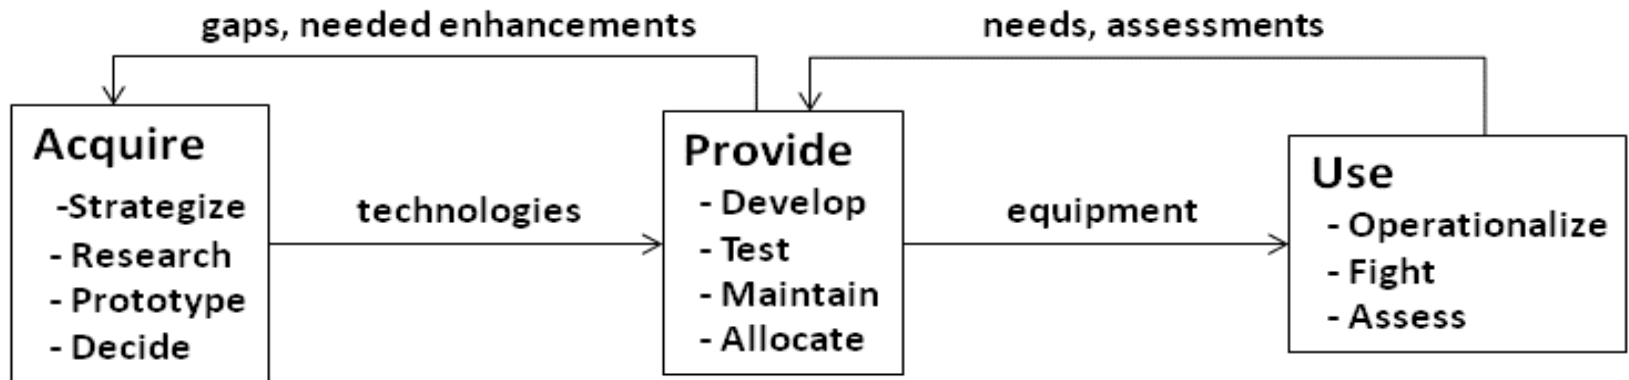 gaps, needed enhancements
needs, assessments
Acquire
-Strategize
- Research
- Prototype
- Decide
technologies
Provide
- Develop
- Test
- Maintain
- Allocate
equipment
Use
- Operationalize
- Fight
- Assess